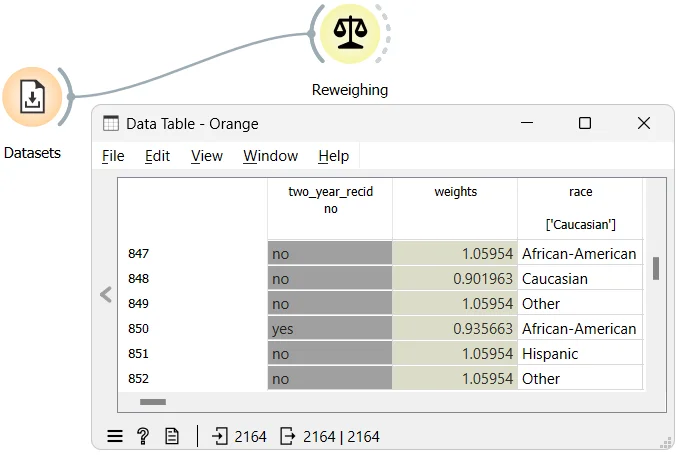 Reweighing
Datasets
Data Table - Orange
File Edit View Window Help
two_year_recid weights race
no ['Caucasian']
847 no 1.05954 African-American
848 no 0.901963 Caucasian
849 no 1.05954 Other
850 yes 0.935663 African-American
851 no 1.05954 Hispanic
852 no 1.05954 Other
? 2164 2164 | 2164